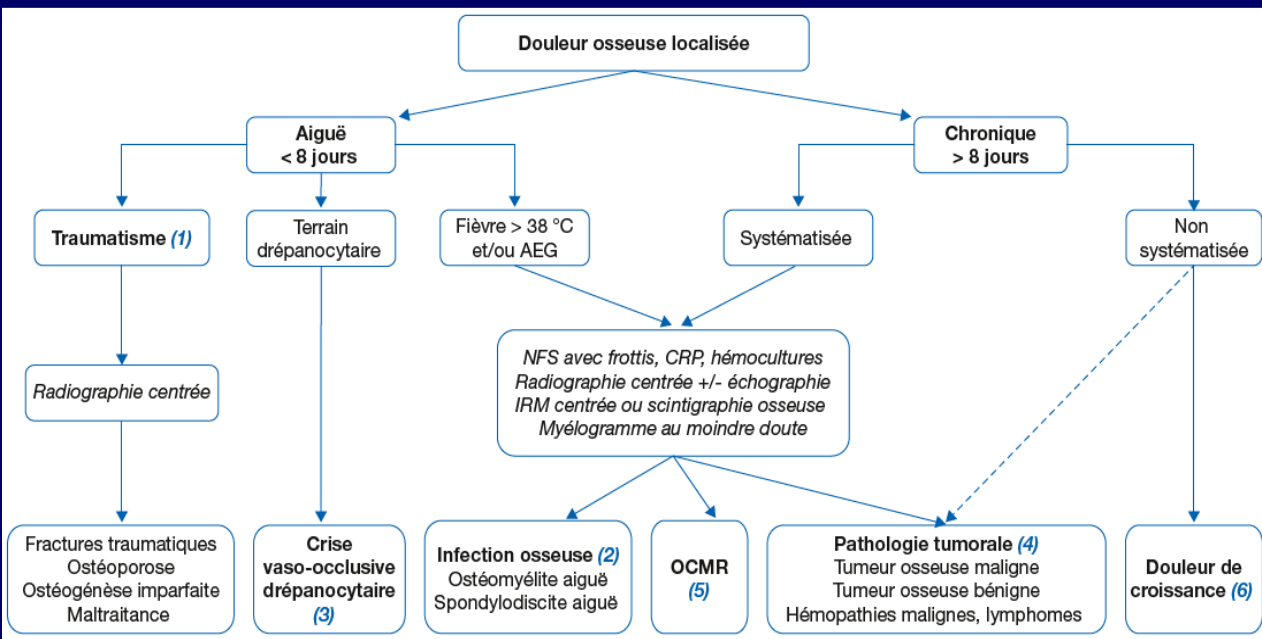 Douleur osseuse localisée
Aiguë
< 8 jours
Chronique
> 8 jours
Traumatisme (1)
Terrain
drépanocytaire
Fièvre > 38 °C
et/ou AEG
Systématisée
Non
systématisée
Radiographie centrée
NFS avec frottis, CRP, hémocultures
Radiographie centrée +/- échographie
IRM centrée ou scintigraphie osseuse
Myélogramme au moindre doute
Fractures traumatiques
Ostéoporose
Ostéogénèse imparfaite
Maltraitance
Crise
vaso-occlusive
drépanocytaire
(3)
Infection osseuse (2)
Ostéomyélite aiguë
Spondylodiscite aiguë
OCMR
(5)
Pathologie tumorale (4)
Tumeur osseuse maligne
Tumeur osseuse bénigne
Hémopathies malignes, lymphomes
Douleur de
croissance (6)